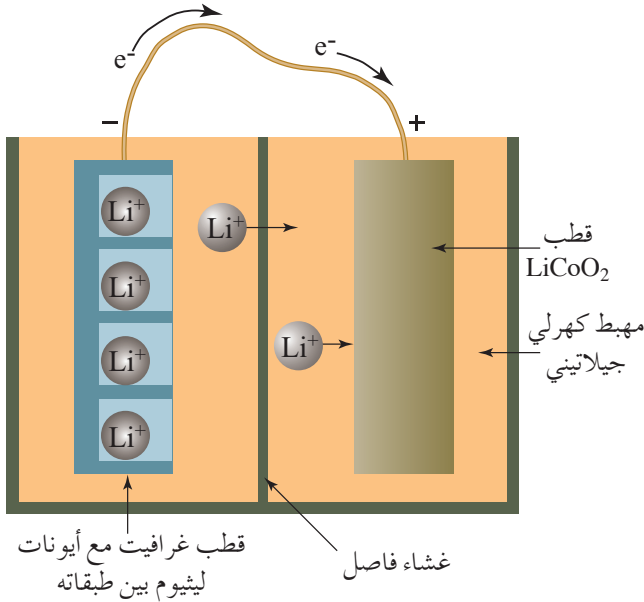 e-
e-
−
+
Li+
Li+
Li+
Li+
Li+
Li+
قطب
LiCoO2
مهبط كهرلي
جيلاتيني
غشاء فاصل
قطب غرافيت مع أيونات
ليثيوم بين طبقاته